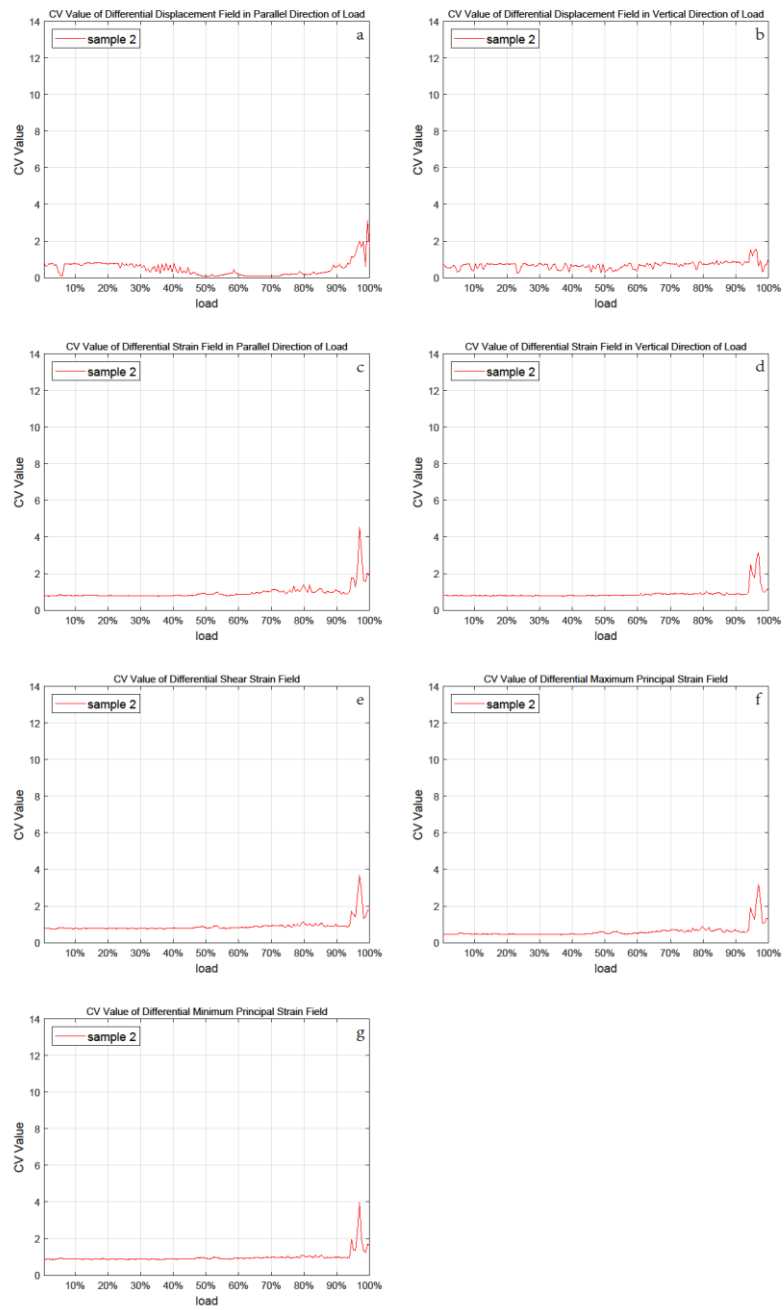 CV Value of Differential Displacement Field in Parallel Direction of Load
sample 2
a
14
12
10
8
6
4
2
0
CV Value
10% 20% 30% 40% 50% 60% 70% 80% 90% 100%
load
CV Value of Differential Displacement Field in Vertical Direction of Load
sample 2
b
14
12
10
8
6
4
2
0
CV Value
10% 20% 30% 40% 50% 60% 70% 80% 90% 100%
load
CV Value of Differential Strain Field in Parallel Direction of Load
sample 2
c
14
12
10
8
6
4
2
0
CV Value
10% 20% 30% 40% 50% 60% 70% 80% 90% 100%
load
CV Value of Differential Strain Field in Vertical Direction of Load
sample 2
d
14
12
10
8
6
4
2
0
CV Value
10% 20% 30% 40% 50% 60% 70% 80% 90% 100%
load
CV Value of Differential Shear Strain Field
sample 2
e
14
12
10
8
6
4
2
0
CV Value
10% 20% 30% 40% 50% 60% 70% 80% 90% 100%
load
CV Value of Differential Maximum Principal Strain Field
sample 2
f
14
12
10
8
6
4
2
0
CV Value
10% 20% 30% 40% 50% 60% 70% 80% 90% 100%
load
CV Value of Differential Minimum Principal Strain Field
sample 2
g
14
12
10
8
6
4
2
0
CV Value
10% 20% 30% 40% 50% 60% 70% 80% 90% 100%
load